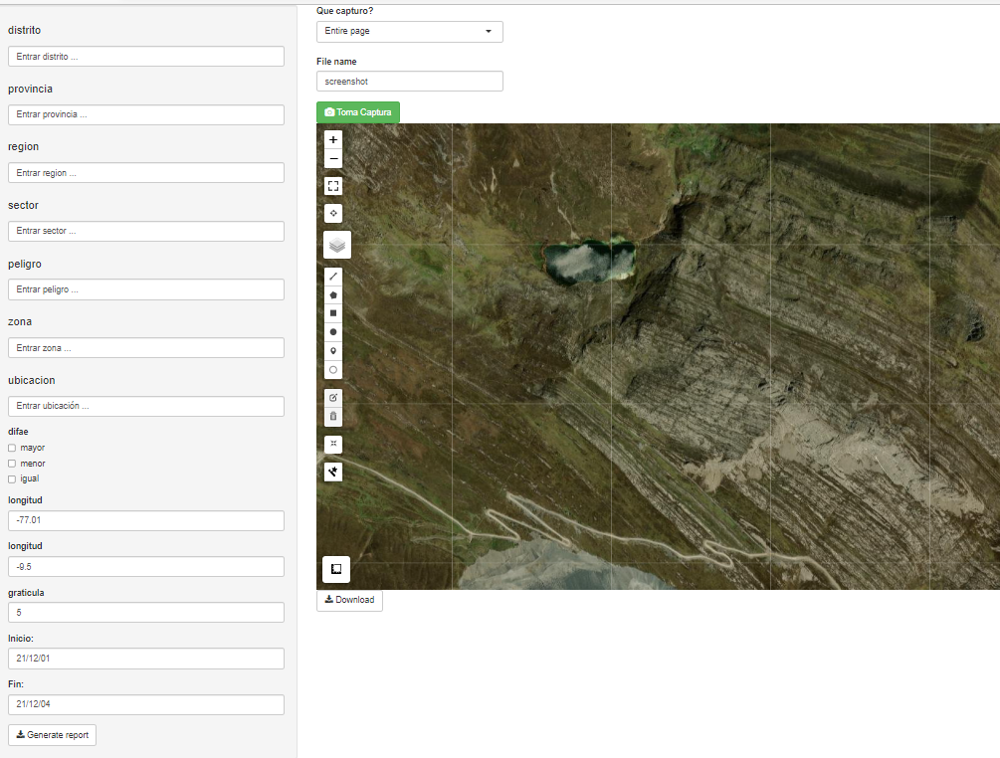 distrito
Entrar distrito ...
provincia
Entrar provincia ...
region
Entrar region ...
sector
Entrar sector ...
peligro
Entrar peligro ...
zona
Entrar zona ...
ubicacion
Entrar ubicación ...
difae
mayor
menor
igual
longitud
-77.01
longitud
-9.5
graticula
5
Inicio:
21/12/01
Fin:
21/12/04
Generate report
Que capturo?
Entire page
File name
screenshot
Toma Captura
+
−
Download